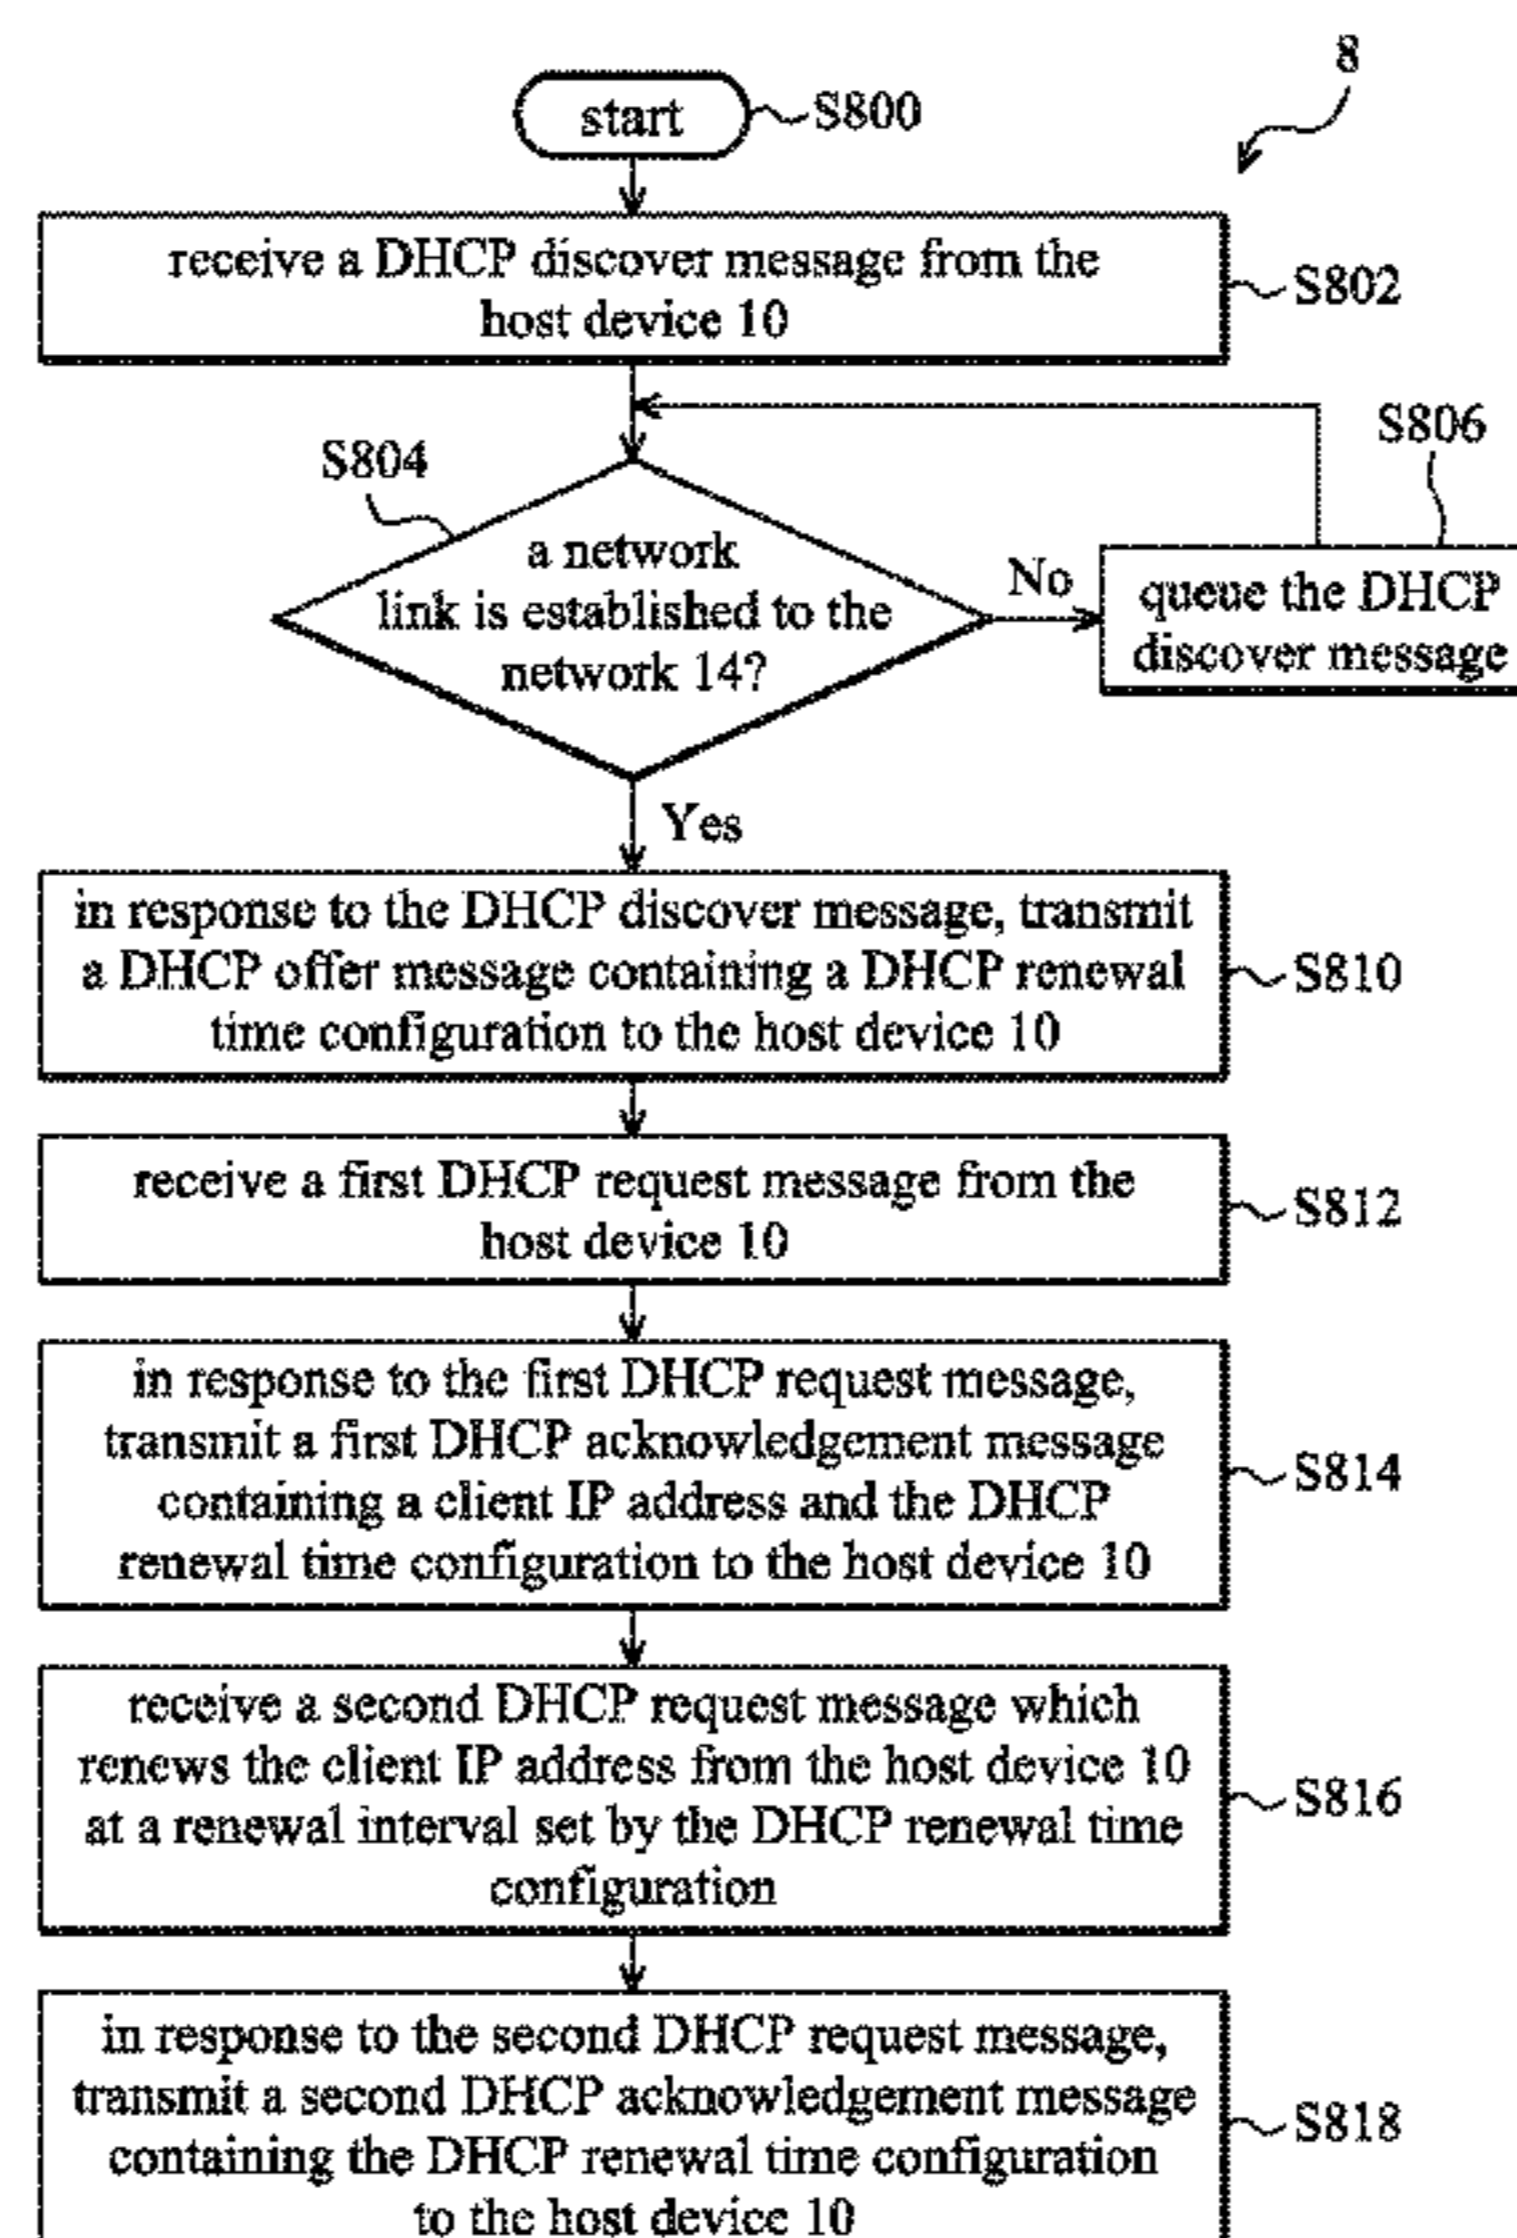 8
start
S800
receive a DHCP discover message from the
host device 10
S802
S804
a network
link is established to the
network 14?
No
S806
queue the DHCP
discover message
Yes
in response to the DHCP discover message, transmit
a DHCP offer message containing a DHCP renewal
time configuration to the host device 10
S810
receive a first DHCP request message from the
host device 10
S812
in response to the first DHCP request message,
transmit a first DHCP acknowledgement message
containing a client IP address and the DHCP
renewal time configuration to the host device 10
S814
receive a second DHCP request message which
renews the client IP address from the host device 10
at a renewal interval set by the DHCP renewal time
configuration
S816
in response to the second DHCP request message,
transmit a second DHCP acknowledgement message
containing the DHCP renewal time configuration
to the host device 10
S818